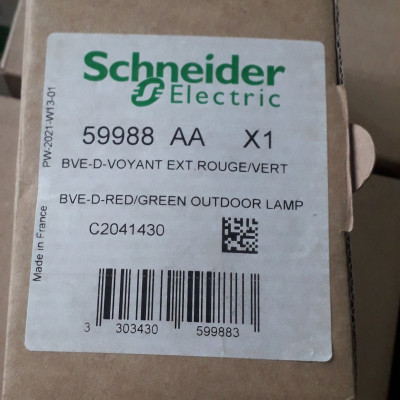 Schneider
Electric
59988 AA X1
BVE-D-VOYANT EXT.ROUGE/VERT
BVE-D-RED/GREEN OUTDOOR LAMP
C2041430
3 303430 599883
PW-2021-W13-01
Made in France